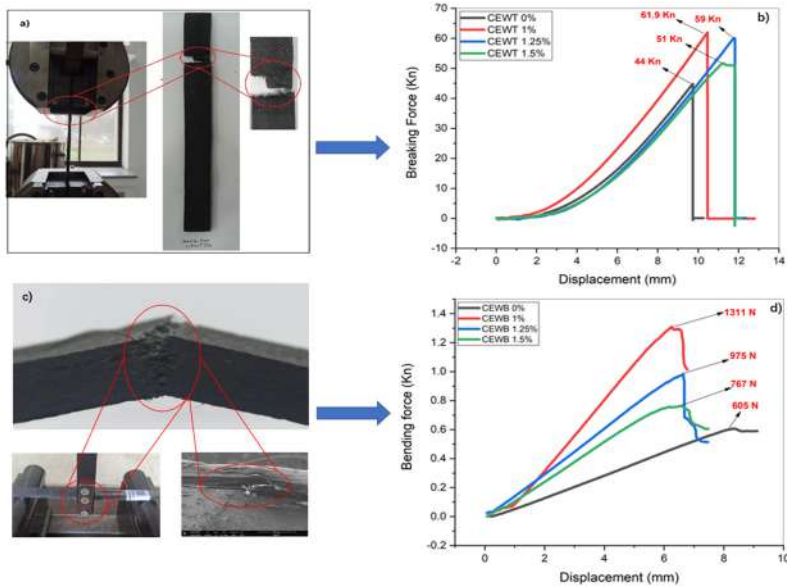 a)
b)
CEWT 0%
CEWT 1%
CEWT 1.25%
CEWT 1.5%
61.9 Kn
59 Kn
51 Kn
44 Kn
Breaking Force (Kn)
70
60
50
40
30
20
10
0
-10
-2 0 2 4 6 8 10 12 14
Displacement (mm)
c)
d)
CEWB 0%
CEWB 1%
CEWB 1.25%
CEWB 1.5%
1311 N
975 N
767 N
605 N
Bending force (Kn)
1.4
1.2
1.0
0.8
0.6
0.4
0.2
0.0
-0.2
0 2 4 6 8 10
Displacement (mm)